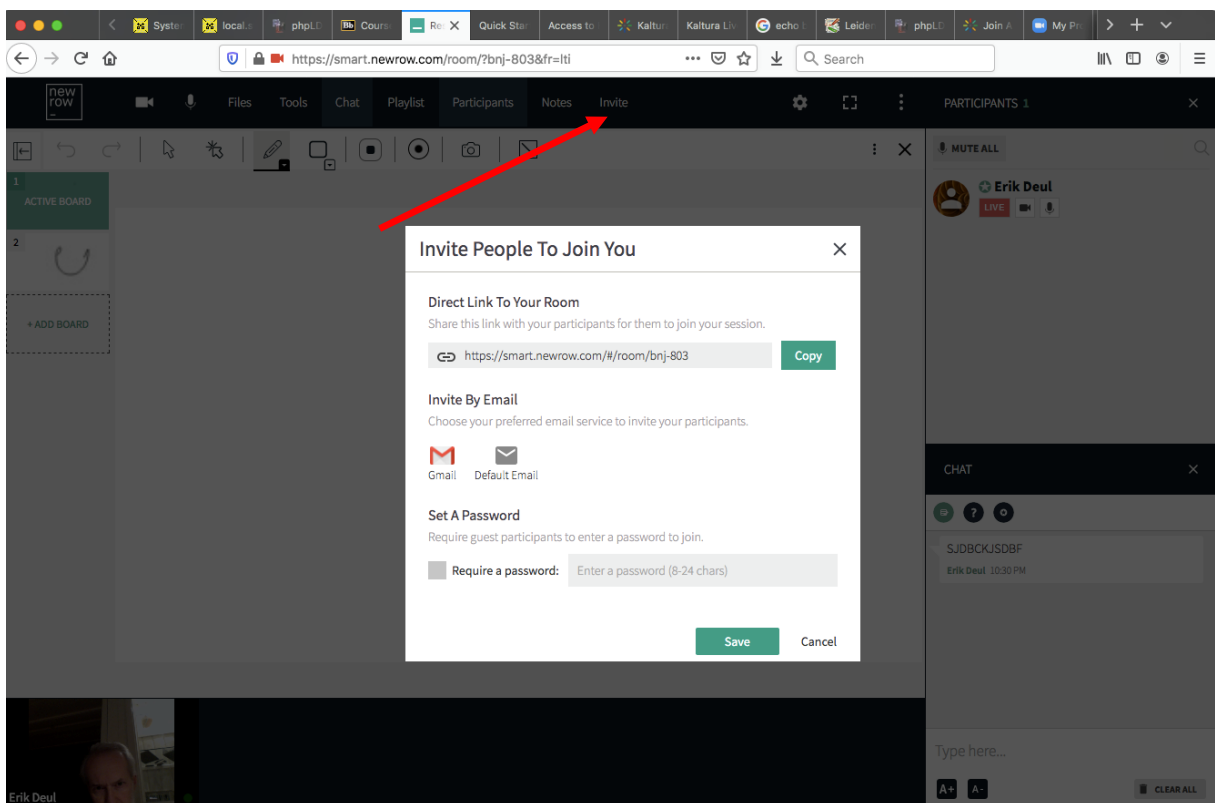 Syster
local.s
phpLD
Bb Course
Re
Quick Star
Access to
Kaltura
Kaltura Liv
echo
Leiden
phpLD
Join A
My Pro
https://smart.newrow.com/room/?bnj-803&fr=lti
Search
new
row
Files Tools Chat Playlist Participants Notes Invite
PARTICIPANTS 1
MUTE ALL
1
ACTIVE BOARD
Erik Deul
LIVE
2
+ ADD BOARD
Invite People To Join You
Direct Link To Your Room
Share this link with your participants for them to join your session.
https://smart.newrow.com/#/room/bnj-803 Copy
Invite By Email
Choose your preferred email service to invite your participants.
Gmail Default Email
Set A Password
Require guest participants to enter a password to join.
Require a password: Enter a password (8-24 chars)
Save Cancel
CHAT
?
SJDBCKJSDBF
Erik Deul 10:30 PM
Type here...
A+ A- CLEAR ALL
Erik Deul